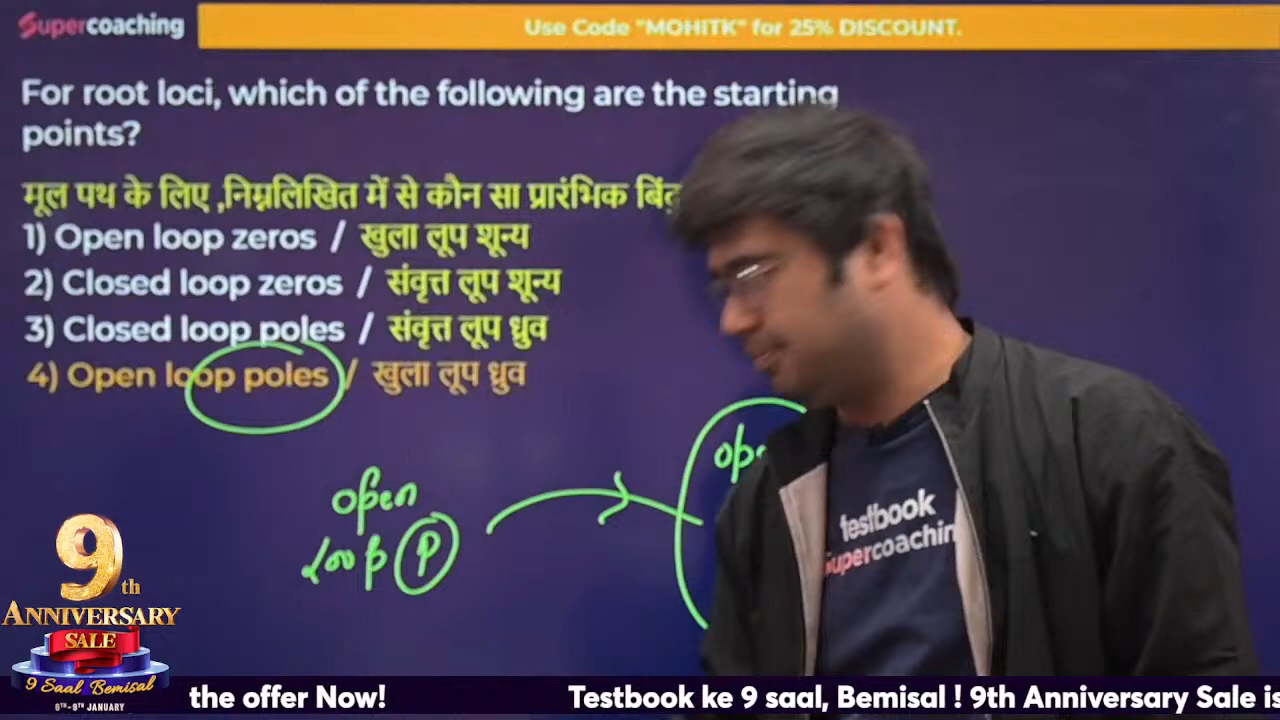 Supercoaching
Use Code "MOHITK" for 25% DISCOUNT.
For root loci, which of the following are the starting
points?
मूल पथ के लिए ,निम्नलिखित में से कौन सा प्रारंभिक
1) Open loop zeros / खुला लूप शून्य
2) Closed loop zeros / संवृत्त लूप शून्य
3) Closed loop poles / संवृत्त लूप ध्रुव
4) Open loop poles / खुला लूप ध्रुव
open
loop P
testbook
Supercoachin
9th
ANNIVERSARY
SALE
9 Saal Bemisal
6TH-9TH JANUARY
the offer Now! Testbook ke 9 saal, Bemisal ! 9th Anniversary Sale is